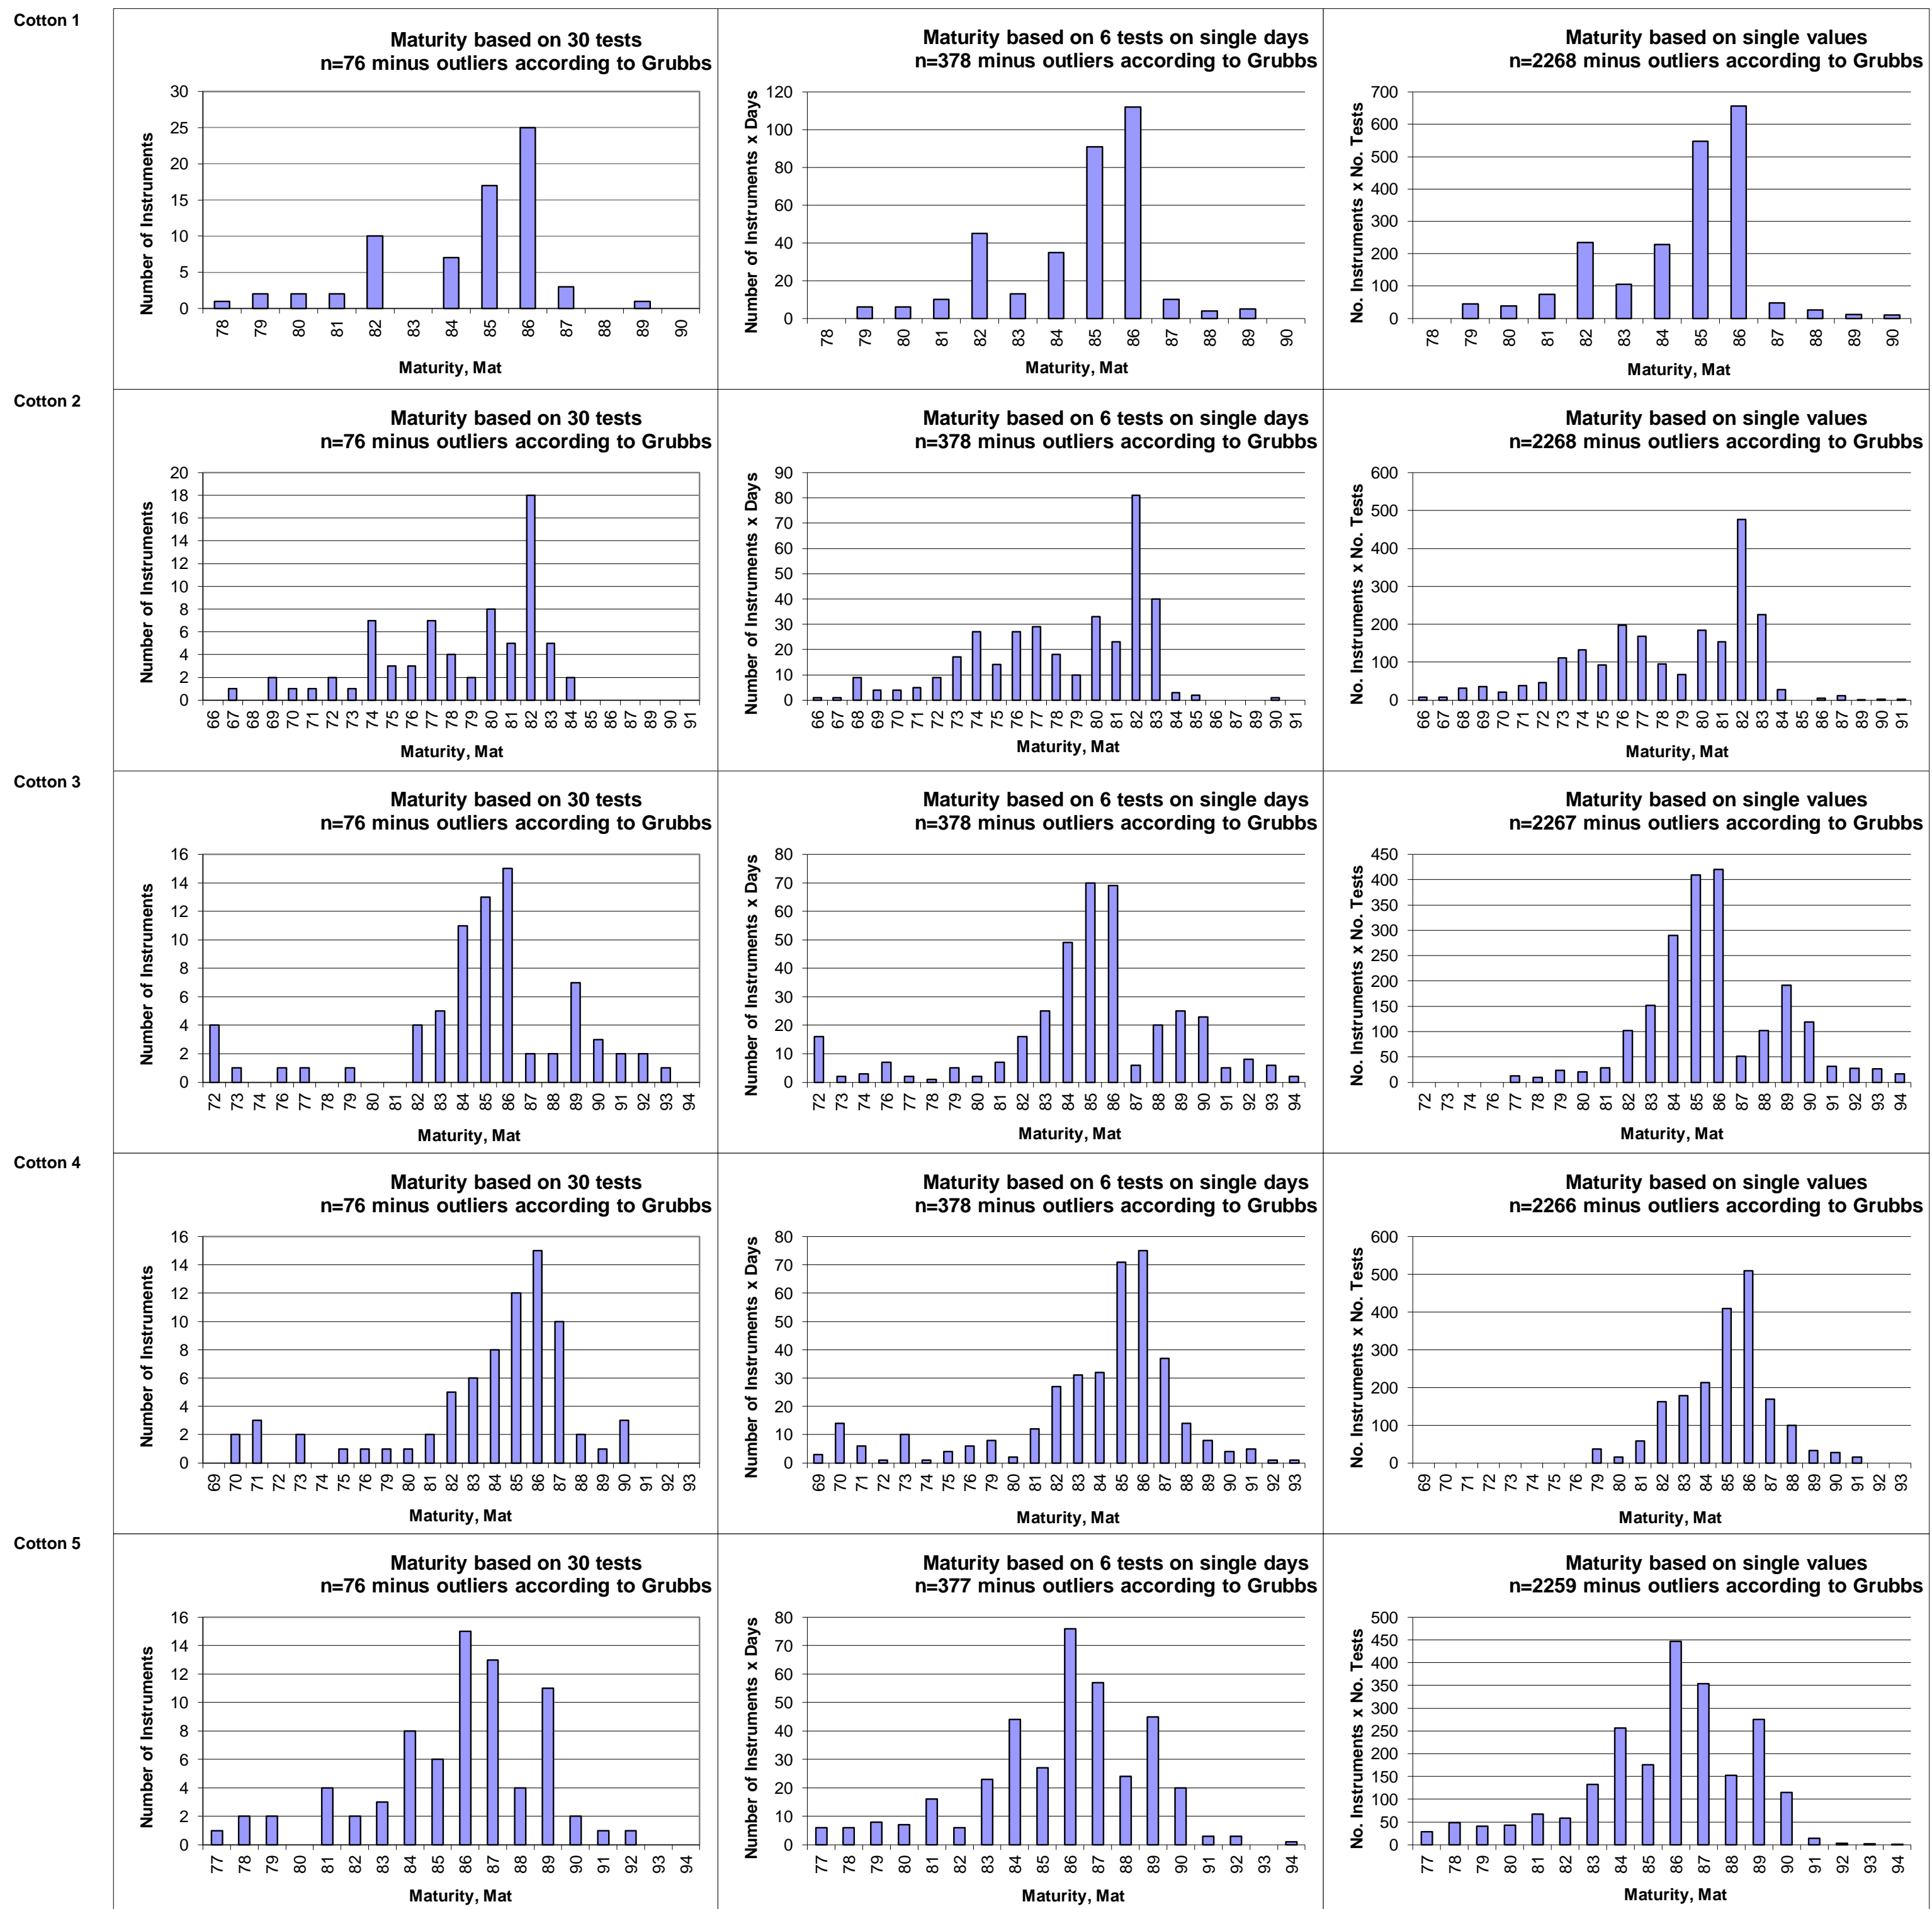 Cotton 1
Maturity based on 30 tests
n=76 minus outliers according to Grubbs
Number of Instruments
30
25
20
15
10
5
0
78 79 80 81 82 83 84 85 86 87 88 89 90
Maturity, Mat
Maturity based on 6 tests on single days
n=378 minus outliers according to Grubbs
Number of Instruments x Days
120
100
80
60
40
20
0
78 79 80 81 82 83 84 85 86 87 88 89 90
Maturity, Mat
Maturity based on single values
n=2268 minus outliers according to Grubbs
No. Instruments x No. Tests
700
600
500
400
300
200
100
0
78 79 80 81 82 83 84 85 86 87 88 89 90
Maturity, Mat
Cotton 2
Maturity based on 30 tests
n=76 minus outliers according to Grubbs
Number of Instruments
20
18
16
14
12
10
8
6
4
2
0
66 67 68 69 70 71 72 73 74 75 76 77 78 79 80 81 82 83 84 85 86 87 89 90 91
Maturity, Mat
Maturity based on 6 tests on single days
n=378 minus outliers according to Grubbs
Number of Instruments x Days
90
80
70
60
50
40
30
20
10
0
66 67 68 69 70 71 72 73 74 75 76 77 78 79 80 81 82 83 84 85 86 87 89 90 91
Maturity, Mat
Maturity based on single values
n=2268 minus outliers according to Grubbs
No. Instruments x No. Tests
600
500
400
300
200
100
0
66 67 68 69 70 71 72 73 74 75 76 77 78 79 80 81 82 83 84 85 86 87 89 90 91
Maturity, Mat
Cotton 3
Maturity based on 30 tests
n=76 minus outliers according to Grubbs
Number of Instruments
16
14
12
10
8
6
4
2
0
72 73 74 76 77 78 79 80 81 82 83 84 85 86 87 88 89 90 91 92 93 94
Maturity, Mat
Maturity based on 6 tests on single days
n=378 minus outliers according to Grubbs
Number of Instruments x Days
80
70
60
50
40
30
20
10
0
72 73 74 76 77 78 79 80 81 82 83 84 85 86 87 88 89 90 91 92 93 94
Maturity, Mat
Maturity based on single values
n=2267 minus outliers according to Grubbs
No. Instruments x No. Tests
450
400
350
300
250
200
150
100
50
0
72 73 74 76 77 78 79 80 81 82 83 84 85 86 87 88 89 90 91 92 93 94
Maturity, Mat
Cotton 4
Maturity based on 30 tests
n=76 minus outliers according to Grubbs
Number of Instruments
16
14
12
10
8
6
4
2
0
69 70 71 72 73 74 75 76 79 80 81 82 83 84 85 86 87 88 89 90 91 92 93
Maturity, Mat
Maturity based on 6 tests on single days
n=378 minus outliers according to Grubbs
Number of Instruments x Days
80
70
60
50
40
30
20
10
0
69 70 71 72 73 74 75 76 79 80 81 82 83 84 85 86 87 88 89 90 91 92 93
Maturity, Mat
Maturity based on single values
n=2266 minus outliers according to Grubbs
No. Instruments x No. Tests
600
500
400
300
200
100
0
69 70 71 72 73 74 75 76 79 80 81 82 83 84 85 86 87 88 89 90 91 92 93
Maturity, Mat
Cotton 5
Maturity based on 30 tests
n=76 minus outliers according to Grubbs
Number of Instruments
16
14
12
10
8
6
4
2
0
77 78 79 80 81 82 83 84 85 86 87 88 89 90 91 92 93 94
Maturity, Mat
Maturity based on 6 tests on single days
n=377 minus outliers according to Grubbs
Number of Instruments x Days
80
70
60
50
40
30
20
10
0
77 78 79 80 81 82 83 84 85 86 87 88 89 90 91 92 93 94
Maturity, Mat
Maturity based on single values
n=2259 minus outliers according to Grubbs
No. Instruments x No. Tests
500
450
400
350
300
250
200
150
100
50
0
77 78 79 80 81 82 83 84 85 86 87 88 89 90 91 92 93 94
Maturity, Mat